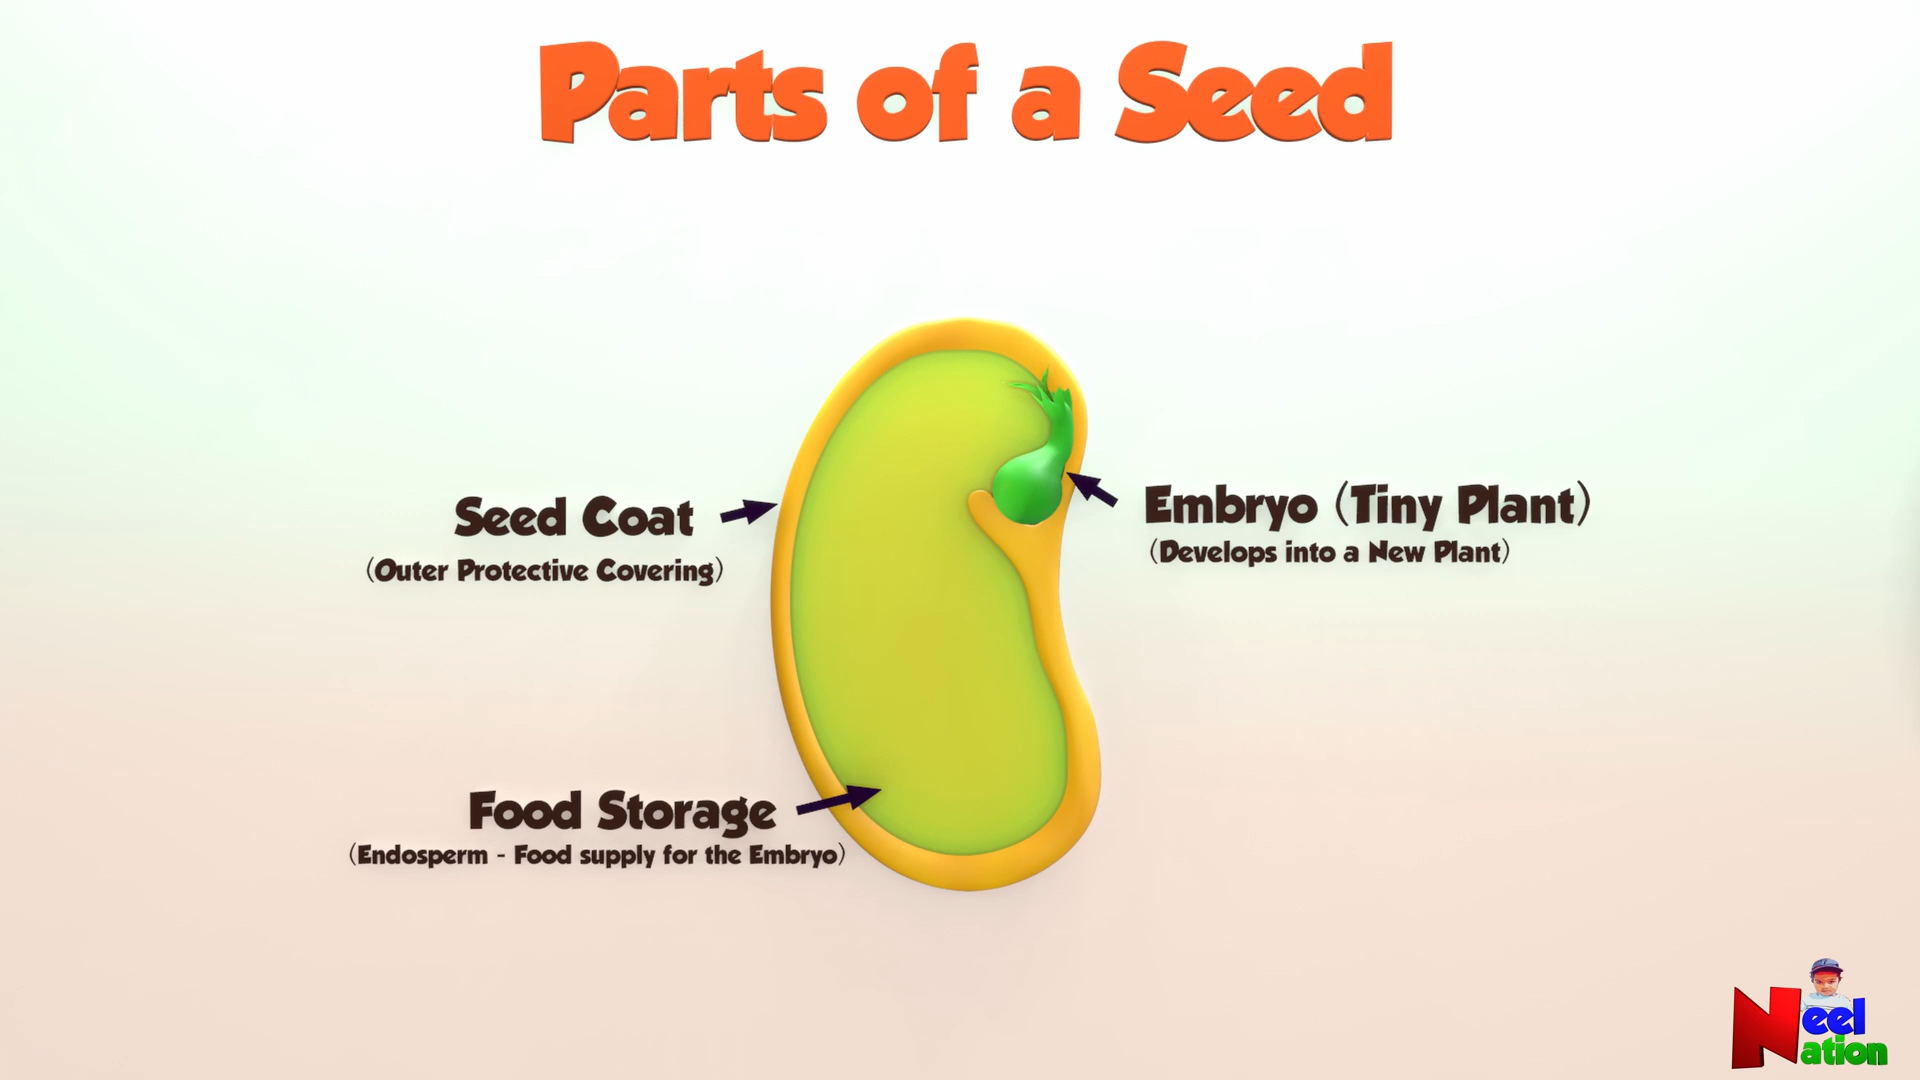 Parts of a Seed
Seed Coat
(Outer Protective Covering)
Embryo (Tiny Plant)
(Develops into a New Plant)
Food Storage
(Endosperm - Food supply for the Embryo)
Neel
Nation